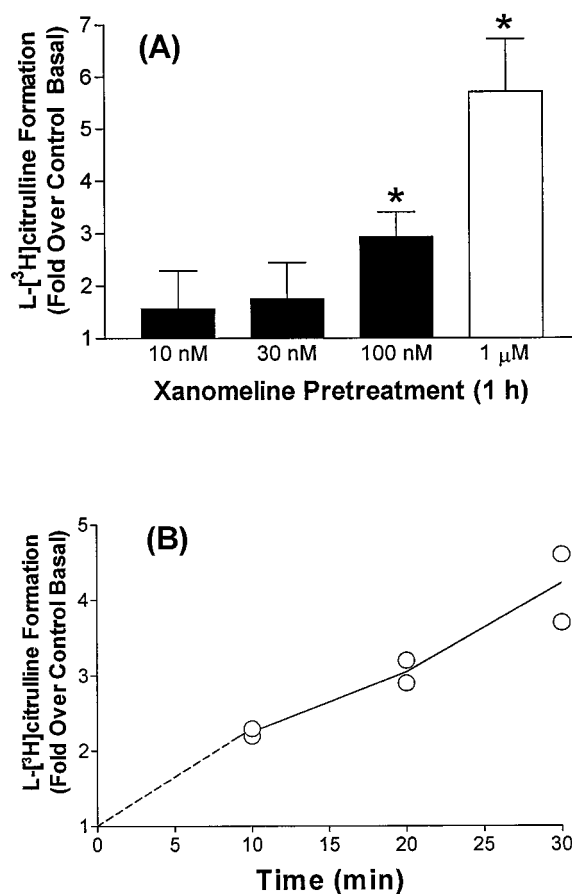 (A)
L-[³H]citrulline Formation
(Fold Over Control Basal)
7
6
5
4
3
2
1
*
*
10 nM 30 nM 100 nM 1 µM
Xanomeline Pretreatment (1 h)
(B)
L-[³H]citrulline Formation
(Fold Over Control Basal)
5
4
3
2
1
0 5 10 15 20 25 30
Time (min)